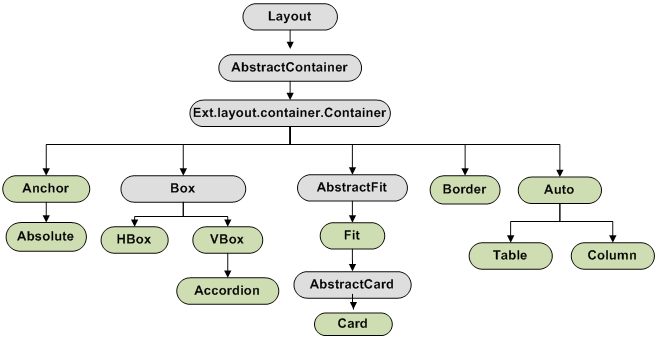 Layout
AbstractContainer
Ext.layout.container.Container
Anchor
Box
AbstractFit
Border
Auto
Absolute
HBox
VBox
Fit
Table
Column
Accordion
AbstractCard
Card